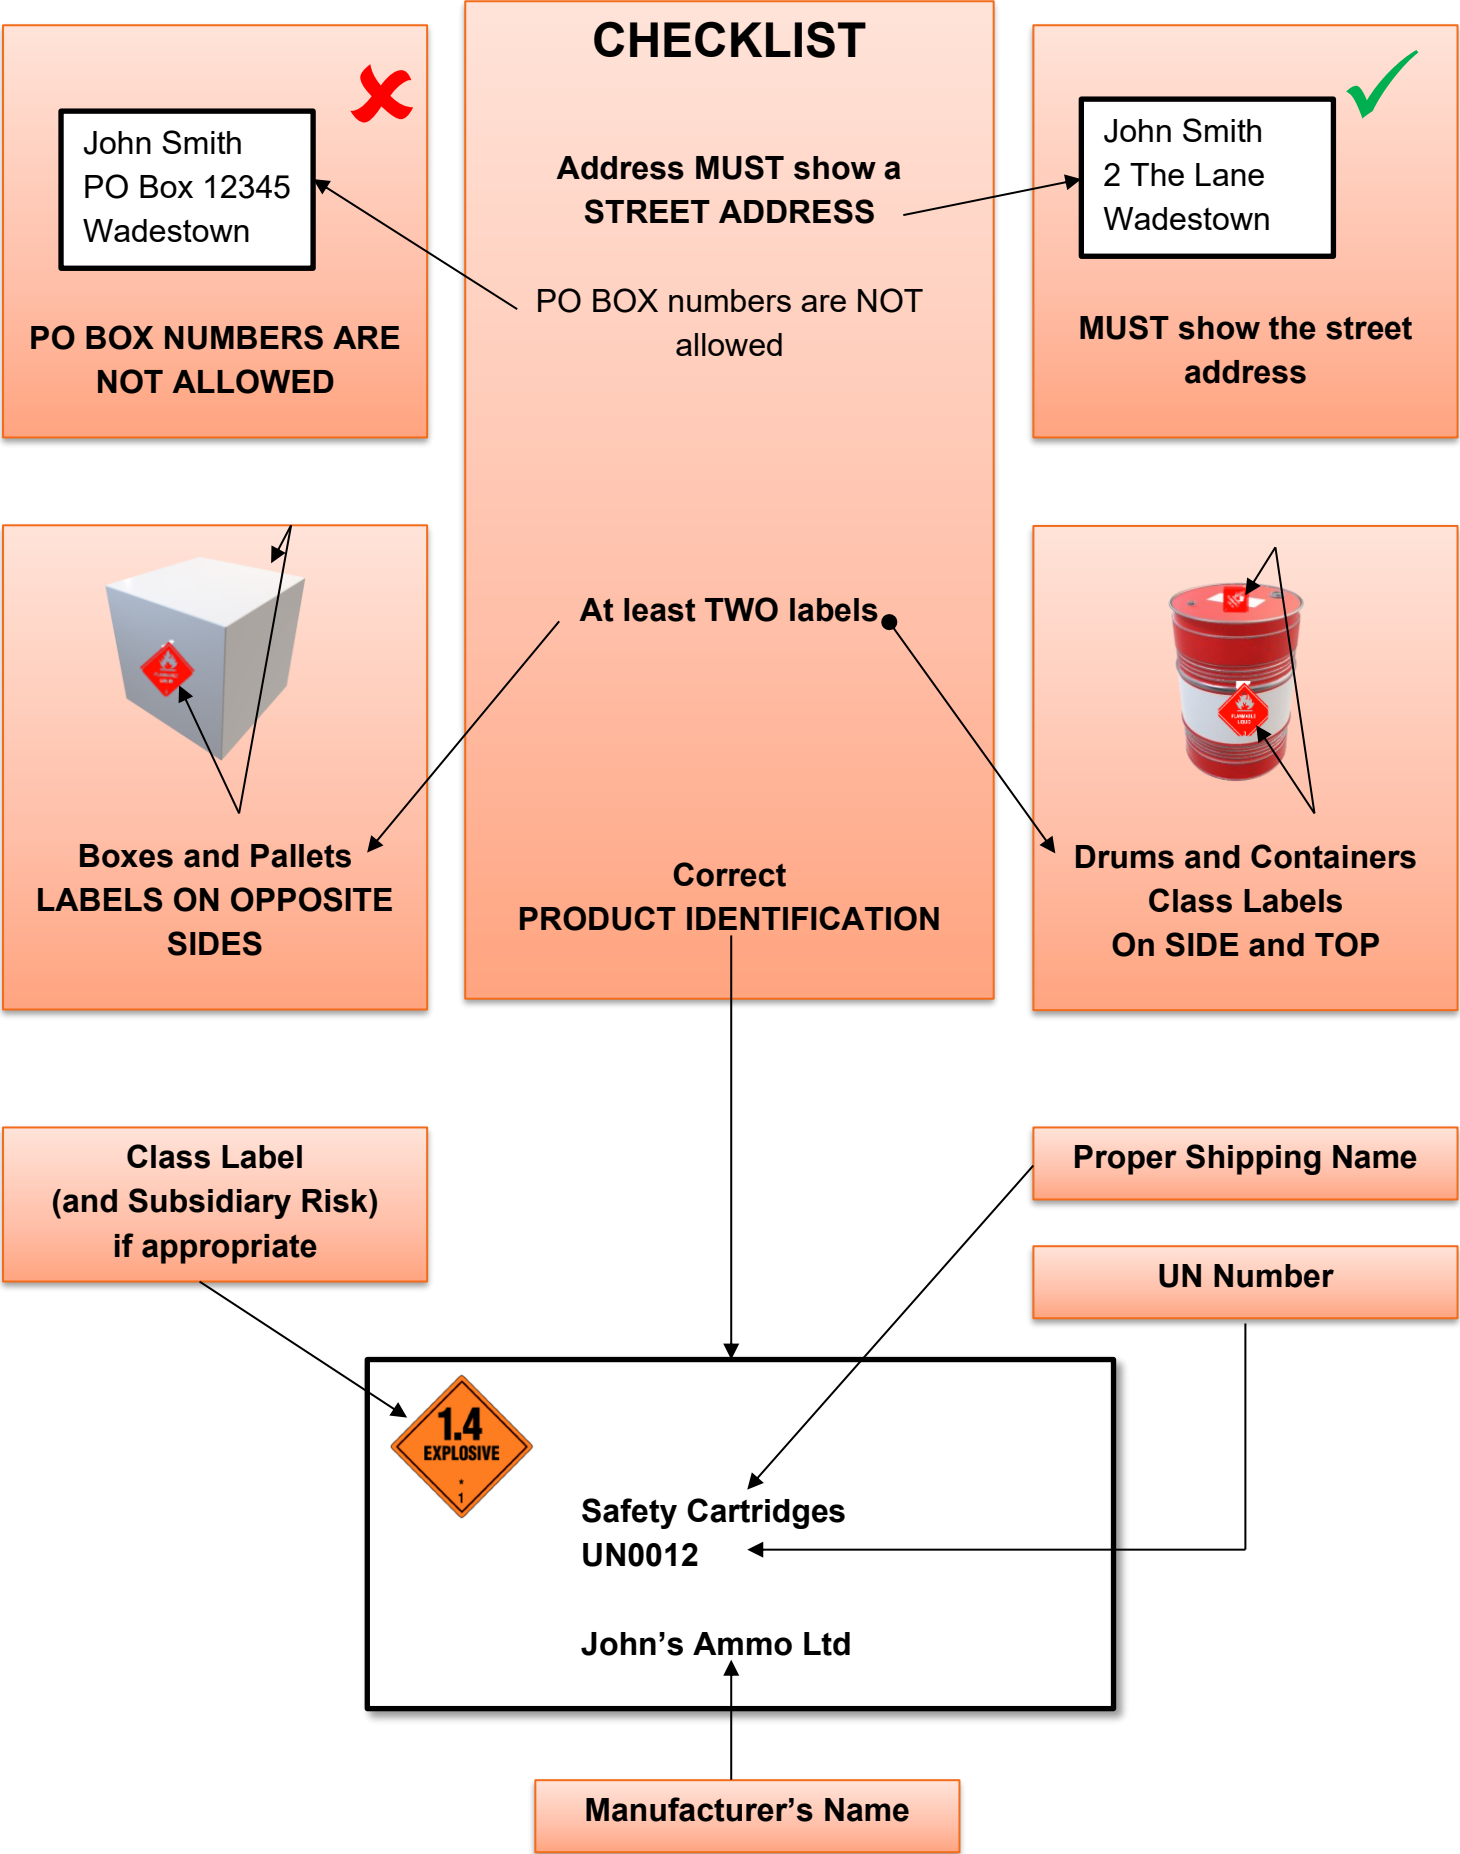 CHECKLIST
John Smith
PO Box 12345
Wadestown
PO BOX NUMBERS ARE
NOT ALLOWED
Address MUST show a
STREET ADDRESS
PO BOX numbers are NOT
allowed
John Smith
2 The Lane
Wadestown
MUST show the street
address
At least TWO labels
Boxes and Pallets
LABELS ON OPPOSITE
SIDES
Correct
PRODUCT IDENTIFICATION
FLAMMABLE
Drums and Containers
Class Labels
On SIDE and TOP
Class Label
(and Subsidiary Risk)
if appropriate
Proper Shipping Name
UN Number
1.4
EXPLOSIVE
*
1
Safety Cartridges
UN0012
John’s Ammo Ltd
Manufacturer’s Name